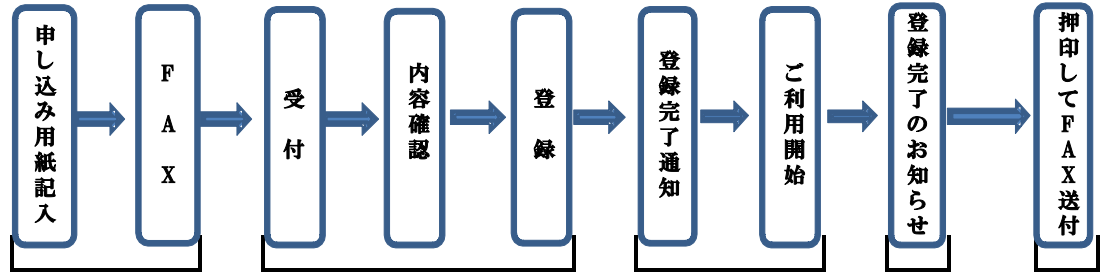 申し込み用紙記入
ＦＡＸ
受付
内容確認
登録
登録完了通知
ご利用開始
登録完了のお知らせ
押印してＦＡＸ送付